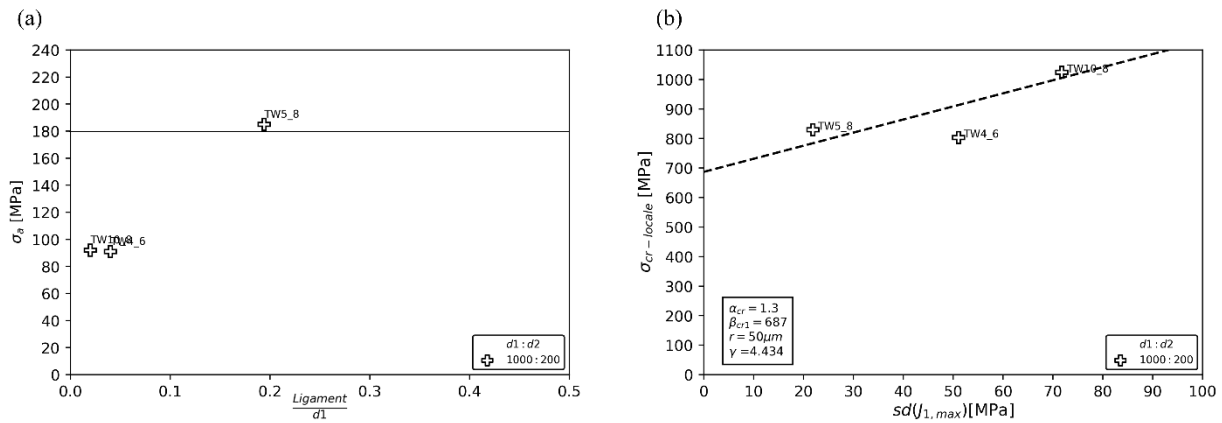 (a)
240
220
200
180
160
140
120
100
80
60
40
20
0
σa [MPa]
TW5_8
TW10_8
TW4_6
d1 : d2
1000 : 200
0.0 0.1 0.2 0.3 0.4 0.5
Ligament
d1
(b)
1100
1000
900
800
700
600
500
400
300
200
100
0
σcr−locale [MPa]
TW10_8
TW5_8
TW4_6
αcr = 1.3
βcr1 = 687
r = 50μm
γ =4.434
d1 : d2
1000 : 200
0 10 20 30 40 50 60 70 80 90 100
sd(J1, max)[MPa]